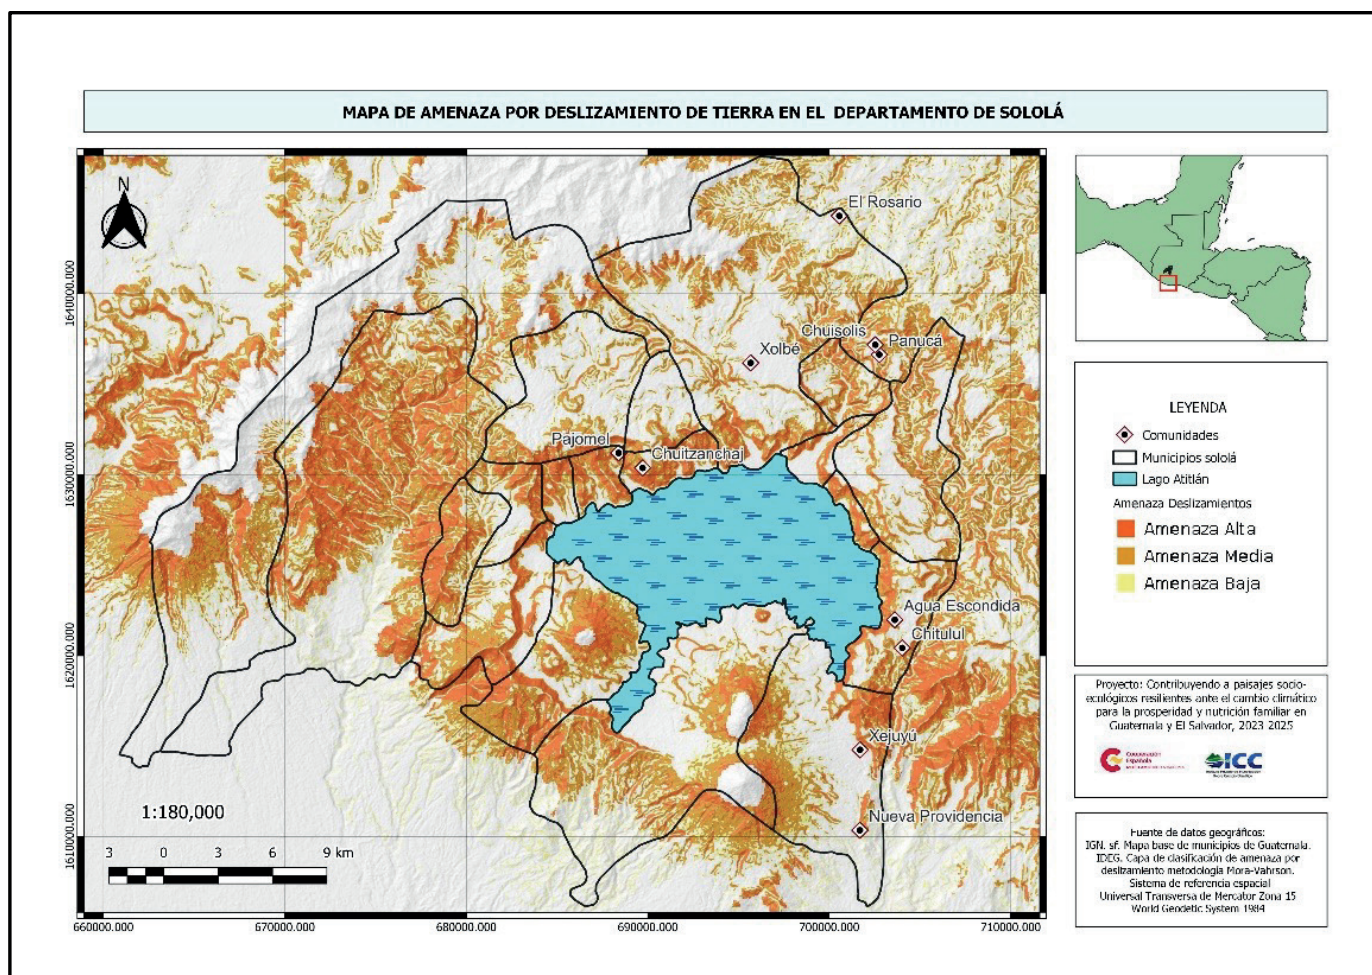 MAPA DE AMENAZA POR DESLIZAMIENTO DE TIERRA EN EL DEPARTAMENTO DE SOLOLÁ
N
El Rosario
Chuisolis
Panucá
Xolbé
Pajomel
Chuitzanchaj
Agua Escondida
Chitulul
Xejuyú
Nueva Providencia
1640000.000
1630000.000
1620000.000
1610000.000
1:180,000
3 0 3 6 9 km
660000.000 670000.000 680000.000 690000.000 700000.000 710000.000
LEYENDA
Comunidades
Municipios sololá
Lago Atitlán
Amenaza Deslizamientos
Amenaza Alta
Amenaza Media
Amenaza Baja
Proyecto: Contribuyendo a paisajes socio-
ecológicos resilientes ante el cambio climático
para la prosperidad y nutrición familiar en
Guatemala y El Salvador, 2023-2025
Cooperación
Española
ICC
Fuente de datos geográficos:
IGN. sf. Mapa base de municipios de Guatemala.
IDEG. Capa de clasificación de amenaza por
deslizamiento metodología Mora-Vahrson.
Sistema de referencia espacial
Universal Transversa de Mercator Zona 15
World Geodetic System 1984